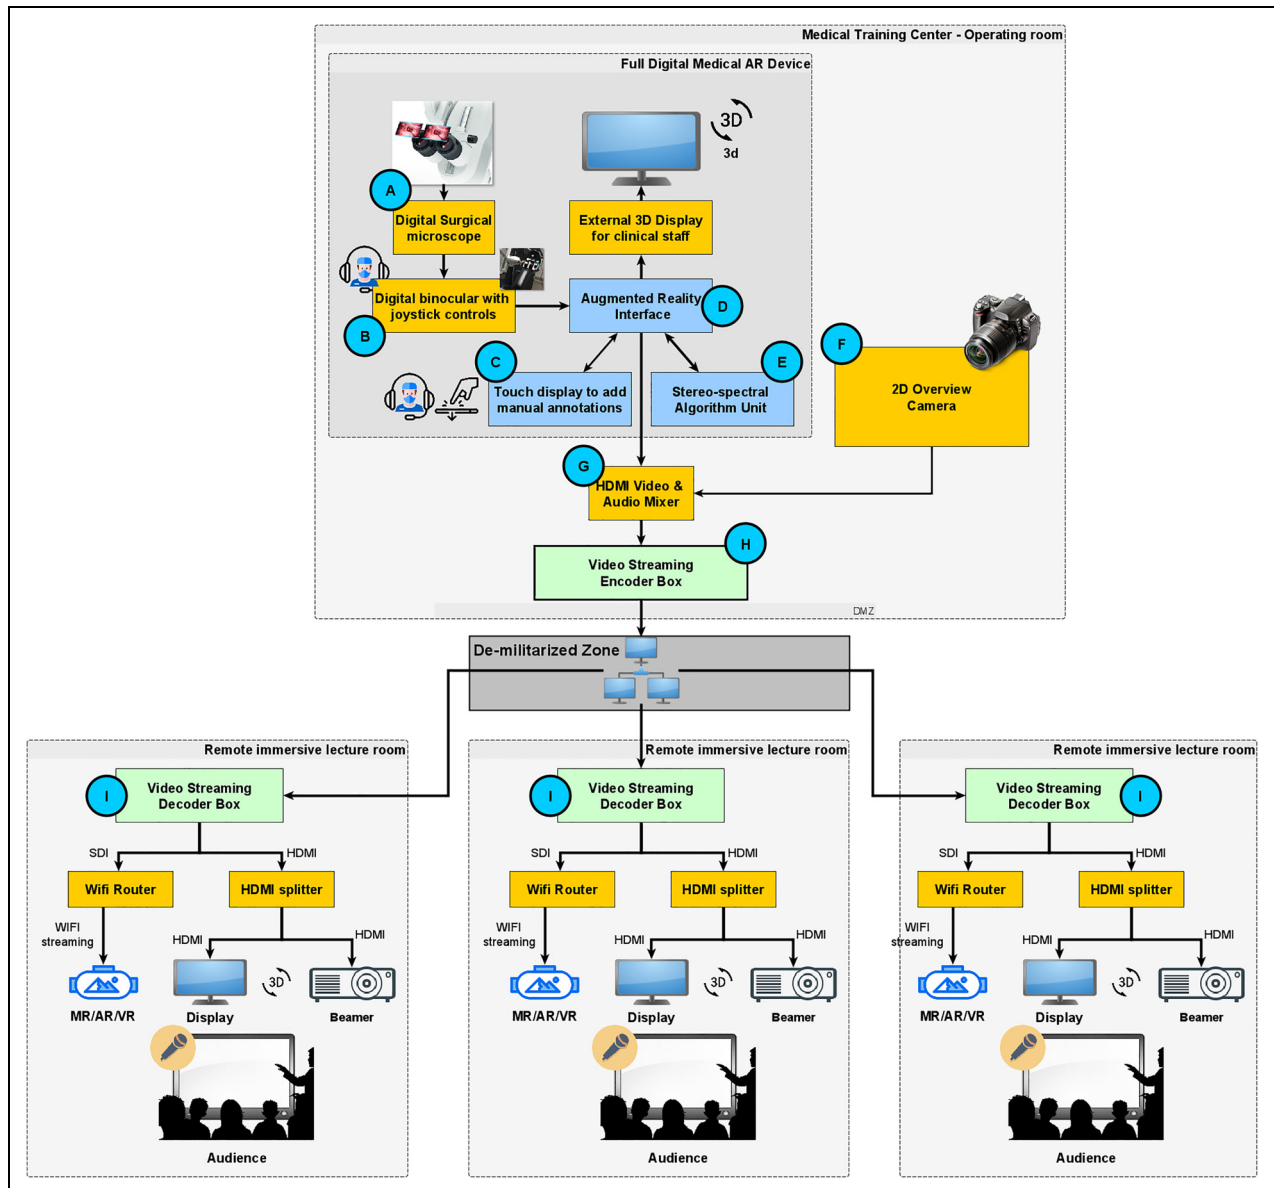 Medical Training Center - Operating room
Full Digital Medical AR Device
3D
3d
A
Digital Surgical
microscope
External 3D Display
for clinical staff
B
Digital binocular with
joystick controls
Augmented Reality
Interface
D
C
Touch display to add
manual annotations
E
Stereo-spectral
Algorithm Unit
F
2D Overview
Camera
G
HDMI Video &
Audio Mixer
H
Video Streaming
Encoder Box
DMZ
De-militarized Zone
Remote immersive lecture room
I
Video Streaming
Decoder Box
SDI
HDMI
Wifi Router
HDMI splitter
WIFI
streaming
HDMI
HDMI
3D
MR/AR/VR
Display
Beamer
Audience
Remote immersive lecture room
I
Video Streaming
Decoder Box
SDI
HDMI
Wifi Router
HDMI splitter
WIFI
streaming
HDMI
HDMI
3D
MR/AR/VR
Display
Beamer
Audience
Remote immersive lecture room
Video Streaming
Decoder Box
I
SDI
HDMI
Wifi Router
HDMI splitter
WIFI
streaming
HDMI
HDMI
3D
MR/AR/VR
Display
Beamer
Audience